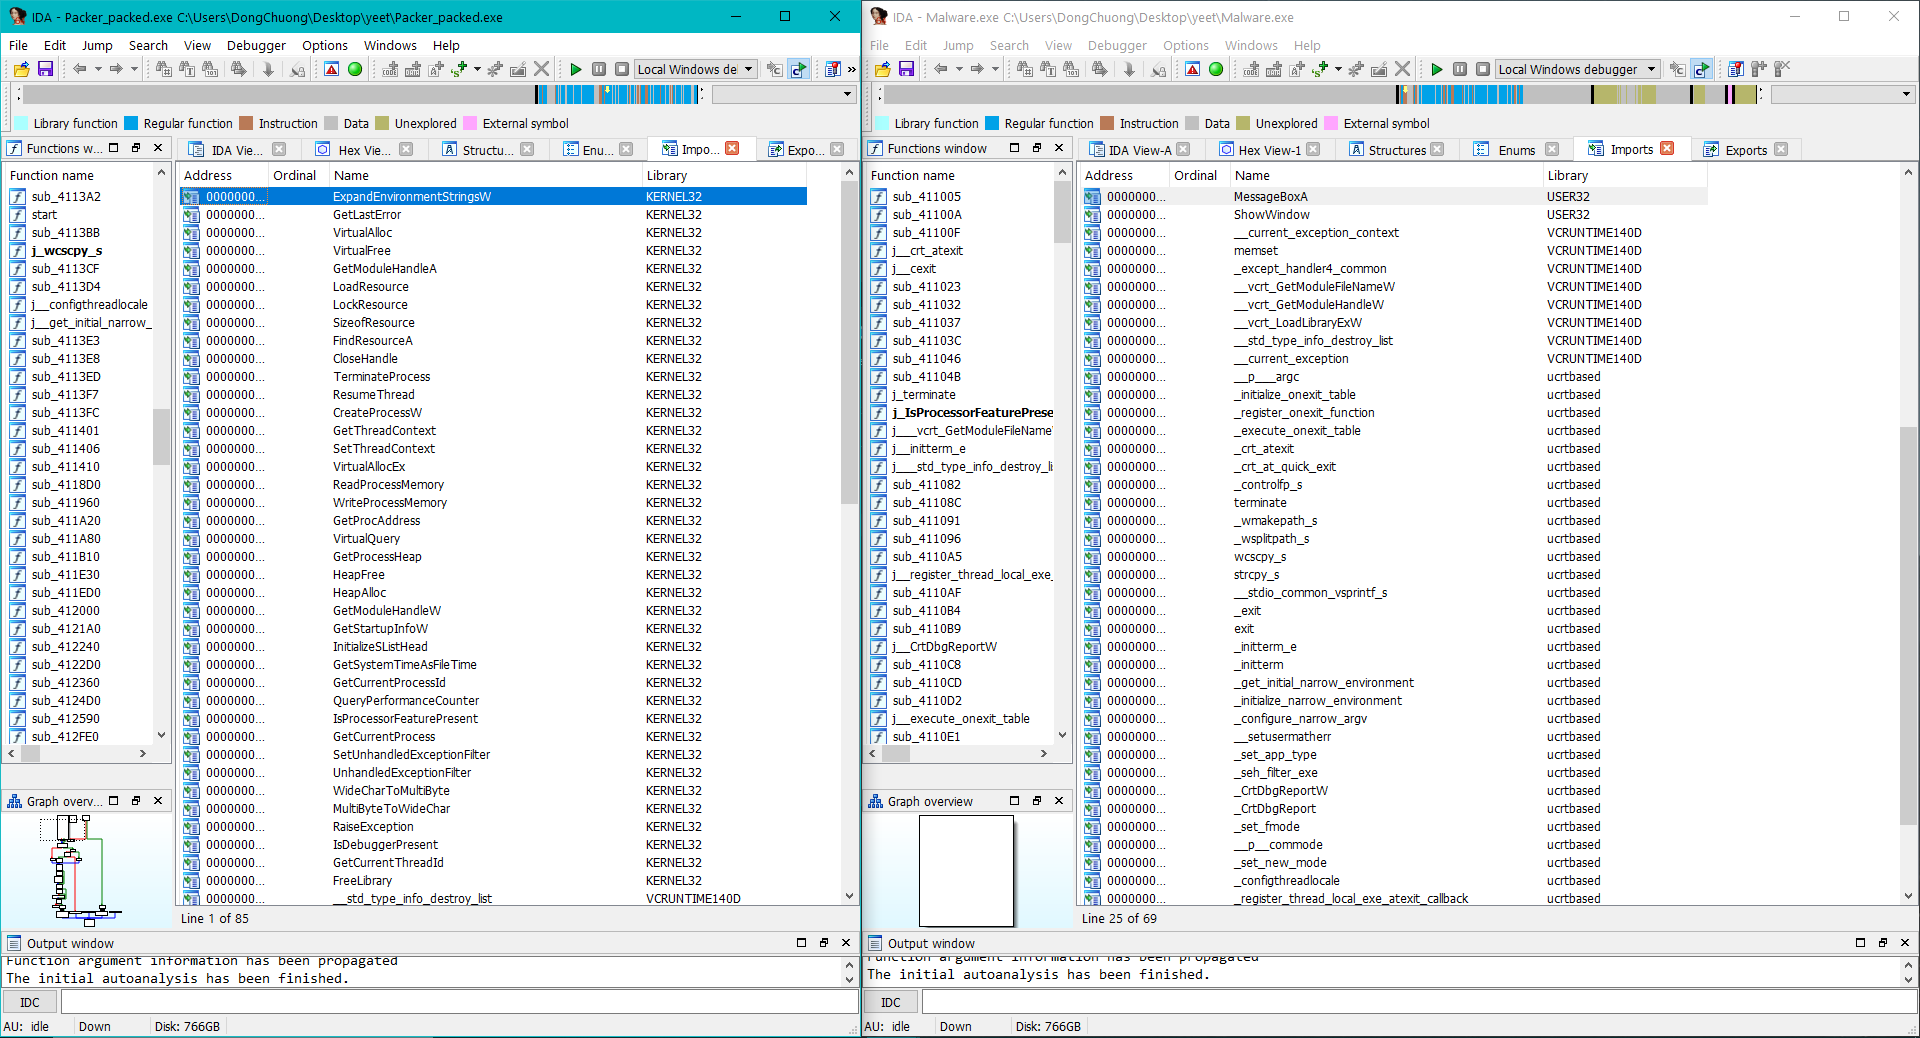 IDA - Packer_packed.exe C:\Users\DongChuong\Desktop\yeet\Packer_packed.exe
File Edit Jump Search View Debugger Options Windows Help
Local Windows de
Library function Regular function Instruction Data Unexplored External symbol
Functions w...
IDA Vie... Hex Vie... Structu... Enu... Impo... Expo...
Function name
sub_4113A2
start
sub_4113BB
j_wcscpy_s
sub_4113CF
sub_4113D4
j__configthreadlocale
j__get_initial_narrow_
sub_4113E3
sub_4113E8
sub_4113ED
sub_4113F7
sub_4113FC
sub_411401
sub_411406
sub_411410
sub_4118D0
sub_411960
sub_411A20
sub_411A80
sub_411B10
sub_411E30
sub_411ED0
sub_412000
sub_4121A0
sub_412240
sub_4122D0
sub_412360
sub_4124D0
sub_412590
sub_412FE0
Address Ordinal Name Library
0000000... ExpandEnvironmentStringsW KERNEL32
0000000... GetLastError KERNEL32
0000000... VirtualAlloc KERNEL32
0000000... VirtualFree KERNEL32
0000000... GetModuleHandleA KERNEL32
0000000... LoadResource KERNEL32
0000000... LockResource KERNEL32
0000000... SizeofResource KERNEL32
0000000... FindResourceA KERNEL32
0000000... CloseHandle KERNEL32
0000000... TerminateProcess KERNEL32
0000000... ResumeThread KERNEL32
0000000... CreateProcessW KERNEL32
0000000... GetThreadContext KERNEL32
0000000... SetThreadContext KERNEL32
0000000... VirtualAllocEx KERNEL32
0000000... ReadProcessMemory KERNEL32
0000000... WriteProcessMemory KERNEL32
0000000... GetProcAddress KERNEL32
0000000... VirtualQuery KERNEL32
0000000... GetProcessHeap KERNEL32
0000000... HeapFree KERNEL32
0000000... HeapAlloc KERNEL32
0000000... GetModuleHandleW KERNEL32
0000000... GetStartupInfoW KERNEL32
0000000... InitializeSListHead KERNEL32
0000000... GetSystemTimeAsFileTime KERNEL32
0000000... GetCurrentProcessId KERNEL32
0000000... QueryPerformanceCounter KERNEL32
0000000... IsProcessorFeaturePresent KERNEL32
0000000... GetCurrentProcess KERNEL32
0000000... SetUnhandledExceptionFilter KERNEL32
0000000... UnhandledExceptionFilter KERNEL32
0000000... WideCharToMultiByte KERNEL32
0000000... MultiByteToWideChar KERNEL32
0000000... RaiseException KERNEL32
0000000... IsDebuggerPresent KERNEL32
0000000... GetCurrentThreadId KERNEL32
0000000... FreeLibrary KERNEL32
0000000... __std_type_info_destroy_list VCRUNTIME140D
Line 1 of 85
Graph overv...
Output window
Function argument information has been propagated
The initial autoanalysis has been finished.
IDC
AU: idle Down Disk: 766GB
IDA - Malware.exe C:\Users\DongChuong\Desktop\yeet\Malware.exe
File Edit Jump Search View Debugger Options Windows Help
Local Windows debugger
Library function Regular function Instruction Data Unexplored External symbol
Functions window
IDA View-A Hex View-1 Structures Enums Imports Exports
Function name
sub_411005
sub_41100A
sub_41100F
j__crt_atexit
j__cexit
sub_411023
sub_411032
sub_411037
sub_41103C
sub_411046
sub_41104B
j_terminate
j_IsProcessorFeaturePrese
j____vcrt_GetModuleFileName
j__initterm_e
j____std_type_info_destroy_li
sub_411082
sub_41108C
sub_411091
sub_411096
sub_4110A5
j__register_thread_local_exe_
sub_4110AF
sub_4110B4
sub_4110B9
j__CrtDbgReportW
sub_4110C8
sub_4110CD
sub_4110D2
j__execute_onexit_table
sub_4110E1
Address Ordinal Name Library
0000000... MessageBoxA USER32
0000000... ShowWindow USER32
0000000... __current_exception_context VCRUNTIME140D
0000000... memset VCRUNTIME140D
0000000... _except_handler4_common VCRUNTIME140D
0000000... __vcrt_GetModuleFileNameW VCRUNTIME140D
0000000... __vcrt_GetModuleHandleW VCRUNTIME140D
0000000... __vcrt_LoadLibraryExW VCRUNTIME140D
0000000... __std_type_info_destroy_list VCRUNTIME140D
0000000... __current_exception VCRUNTIME140D
0000000... __p___argc ucrtbased
0000000... _initialize_onexit_table ucrtbased
0000000... _register_onexit_function ucrtbased
0000000... _execute_onexit_table ucrtbased
0000000... _crt_atexit ucrtbased
0000000... _crt_at_quick_exit ucrtbased
0000000... _controlfp_s ucrtbased
0000000... terminate ucrtbased
0000000... _wmakepath_s ucrtbased
0000000... _wsplitpath_s ucrtbased
0000000... wcscpy_s ucrtbased
0000000... strcpy_s ucrtbased
0000000... __stdio_common_vsprintf_s ucrtbased
0000000... _exit ucrtbased
0000000... exit ucrtbased
0000000... _initterm_e ucrtbased
0000000... _initterm ucrtbased
0000000... _get_initial_narrow_environment ucrtbased
0000000... _initialize_narrow_environment ucrtbased
0000000... _configure_narrow_argv ucrtbased
0000000... __setusermatherr ucrtbased
0000000... _set_app_type ucrtbased
0000000... _seh_filter_exe ucrtbased
0000000... _CrtDbgReportW ucrtbased
0000000... _CrtDbgReport ucrtbased
0000000... _set_fmode ucrtbased
0000000... __p__commode ucrtbased
0000000... _set_new_mode ucrtbased
0000000... _configthreadlocale ucrtbased
0000000... _register_thread_local_exe_atexit_callback ucrtbased
Line 25 of 69
Graph overview
Output window
Function argument information has been propagated
The initial autoanalysis has been finished.
IDC
AU: idle Down Disk: 766GB